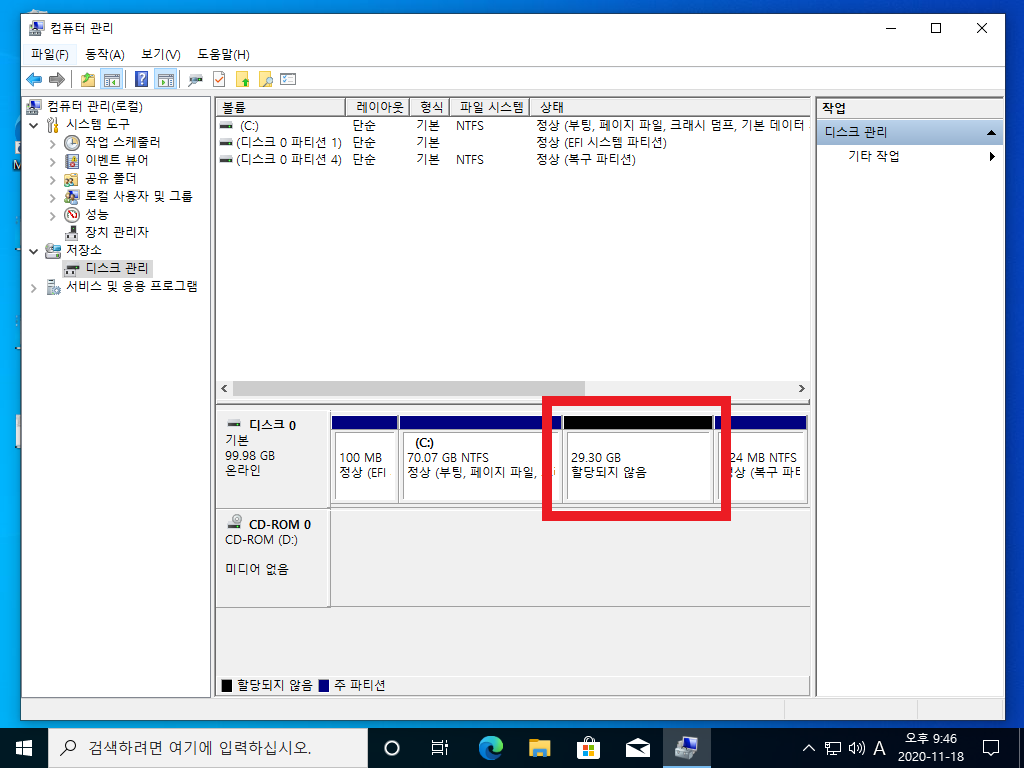 컴퓨터 관리
파일(F) 동작(A) 보기(V) 도움말(H)
컴퓨터 관리(로컬)
시스템 도구
작업 스케줄러
이벤트 뷰어
공유 폴더
로컬 사용자 및 그룹
성능
장치 관리자
저장소
디스크 관리
서비스 및 응용 프로그램
볼륨 레이아웃 형식 파일 시스템 상태
(C:) 단순 기본 NTFS 정상 (부팅, 페이지 파일, 크래시 덤프, 기본 데이터
(디스크 0 파티션 1) 단순 기본 정상 (EFI 시스템 파티션)
(디스크 0 파티션 4) 단순 기본 NTFS 정상 (복구 파티션)
작업
디스크 관리
기타 작업
디스크 0
기본
99.98 GB
온라인
100 MB
정상 (EFI
(C:)
70.07 GB NTFS
정상 (부팅, 페이지 파일,
29.30 GB
할당되지 않음
24 MB NTFS
상 (복구 파티
CD-ROM 0
CD-ROM (D:)
미디어 없음
할당되지 않음 주 파티션
검색하려면 여기에 입력하십시오.
A
오후 9:46
2020-11-18